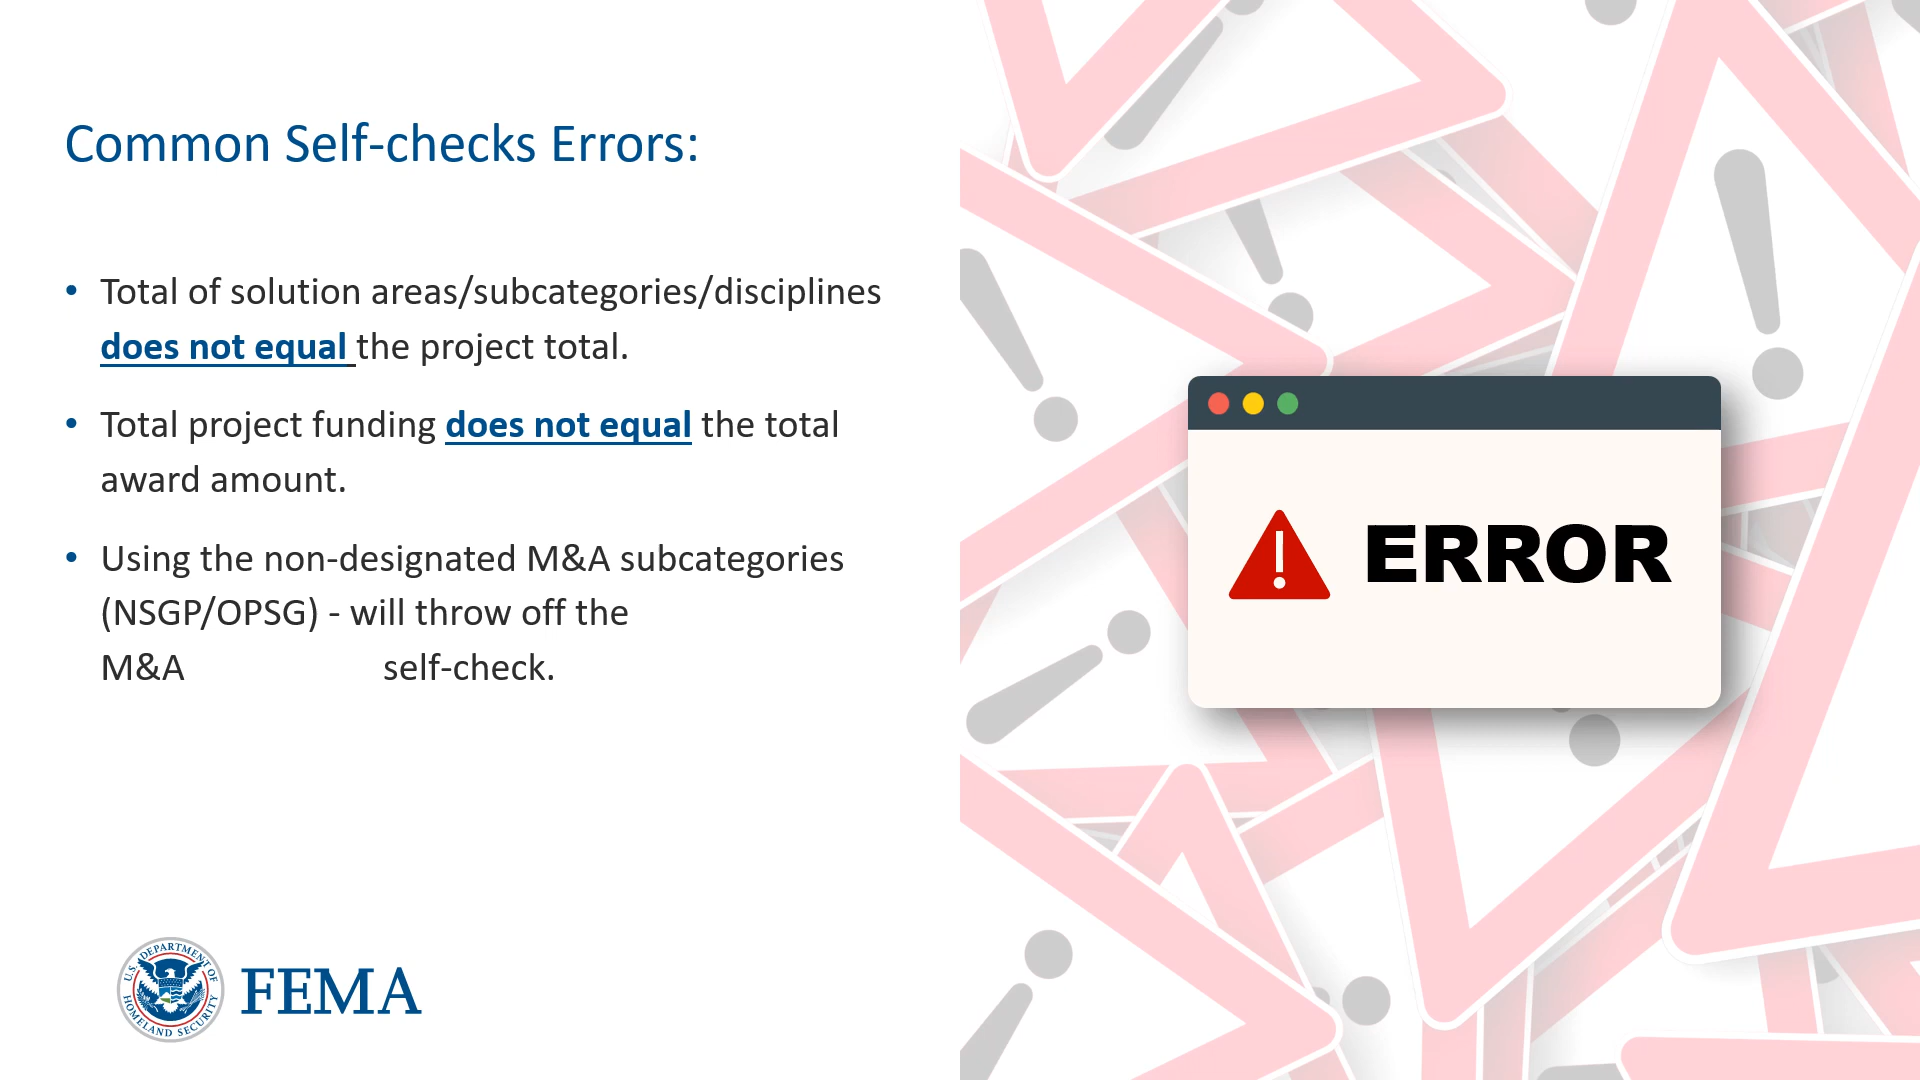 Common Self-checks Errors:
• Total of solution areas/subcategories/disciplines
does not equal the project total.
• Total project funding does not equal the total
award amount.
• Using the non-designated M&A subcategories
(NSGP/OPSG) - will throw off the
M&A self-check.
ERROR
U.S. DEPARTMENT OF HOMELAND SECURITY
FEMA